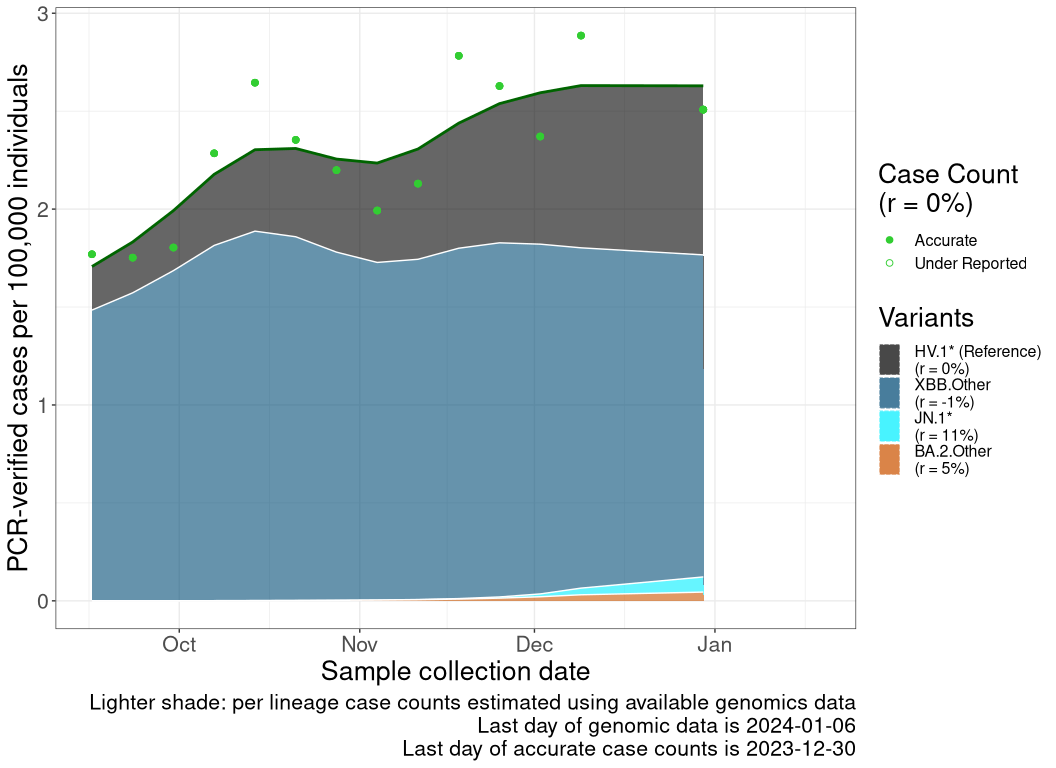 PCR-verified cases per 100,000 individuals
3
2
1
0
Oct Nov Dec Jan
Sample collection date
Lighter shade: per lineage case counts estimated using available genomics data
Last day of genomic data is 2024-01-06
Last day of accurate case counts is 2023-12-30
Case Count
(r = 0%)
Accurate
Under Reported
Variants
HV.1* (Reference)
(r = 0%)
XBB.Other
(r = -1%)
JN.1*
(r = 11%)
BA.2.Other
(r = 5%)